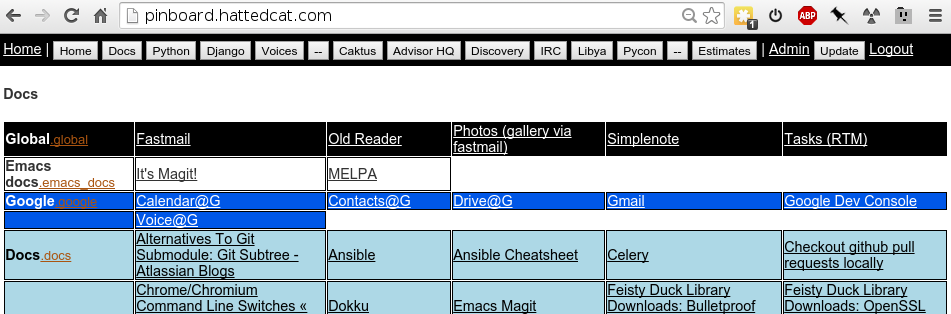 pinboard.hattedcat.com
ABP
1
Home | Home Docs Python Django Voices -- Caktus Advisor HQ Discovery IRC Libya Pycon -- Estimates | Admin Update Logout
Docs
Global.global Fastmail Old Reader Photos (gallery via fastmail) Simplenote Tasks (RTM)
Emacs docs.emacs_docs It's Magit! MELPA
Google.google Calendar@G Contacts@G Drive@G Gmail Google Dev Console
Voice@G
Docs.docs Alternatives To Git Submodule: Git Subtree - Atlassian Blogs Ansible Ansible Cheatsheet Celery Checkout github pull requests locally
Chrome/Chromium Command Line Switches « Dokku Emacs Magit Feisty Duck Library Downloads: Bulletproof Feisty Duck Library Downloads: OpenSSL